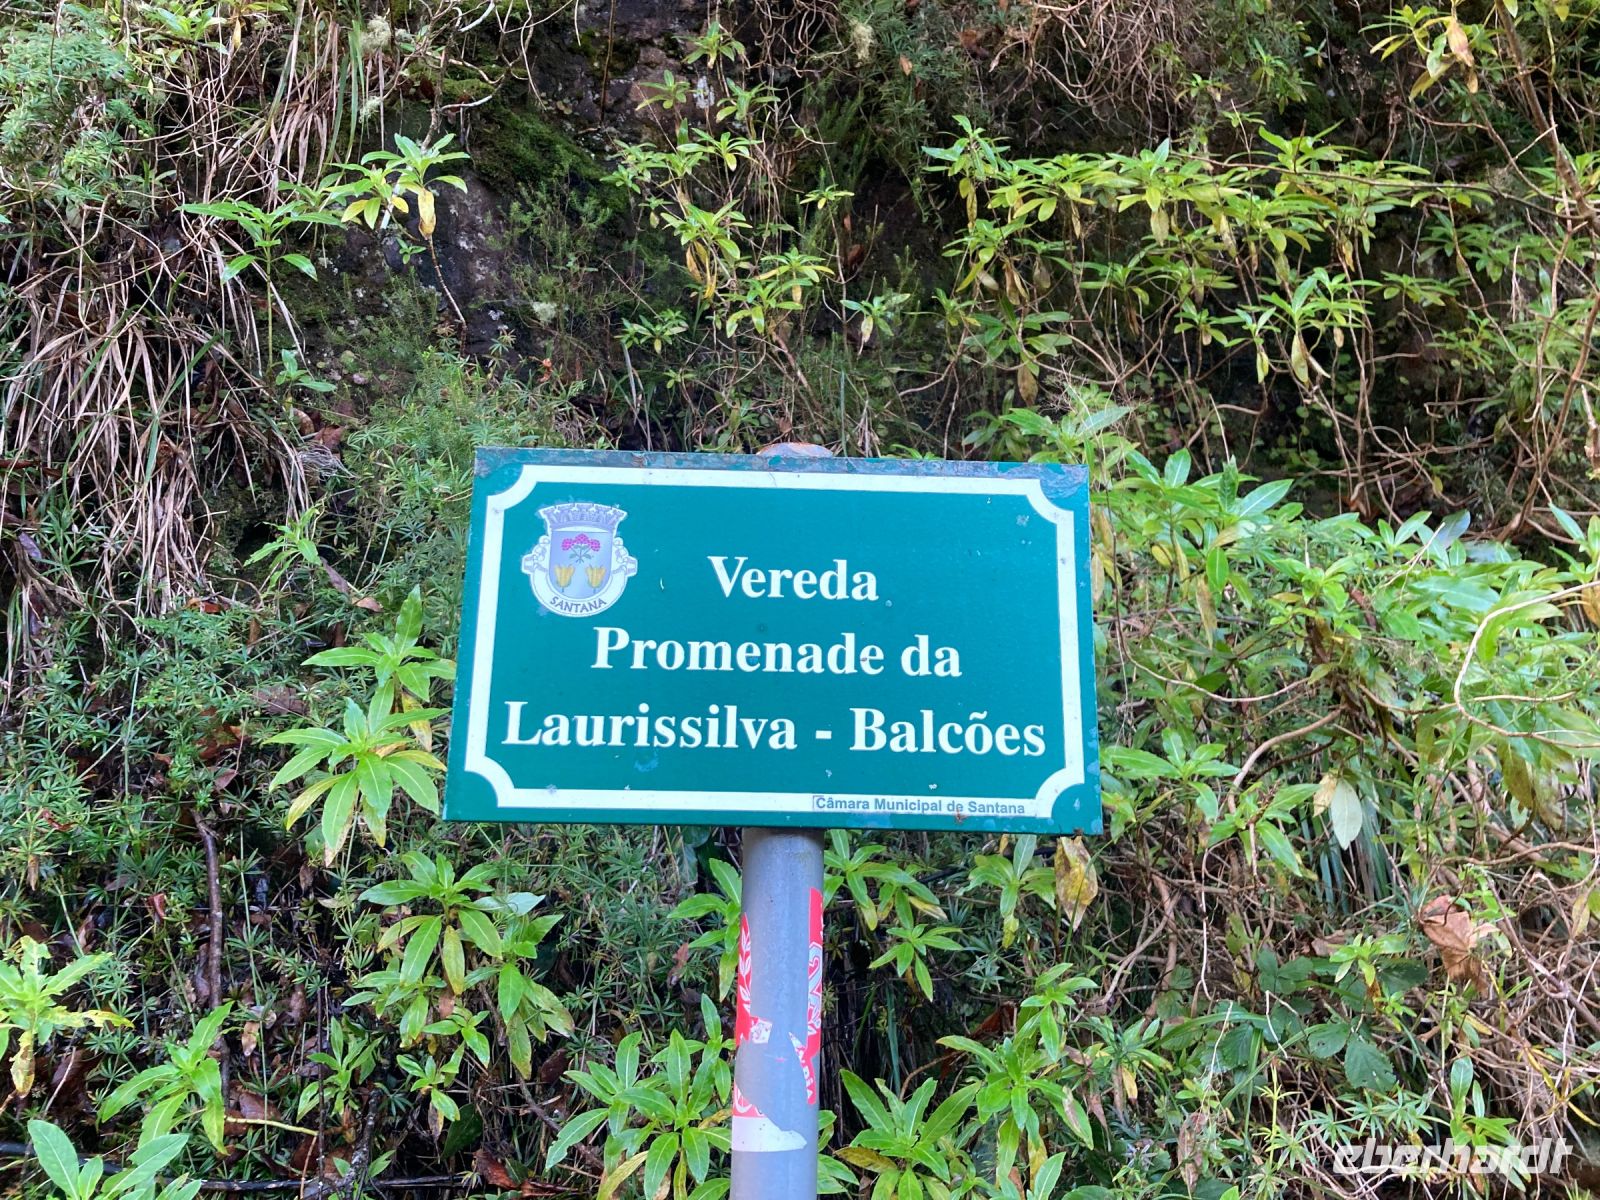 SANTANA
Vereda
Promenade da
Laurissilva - Balcões
Câmara Municipal de Santana
eberhardt